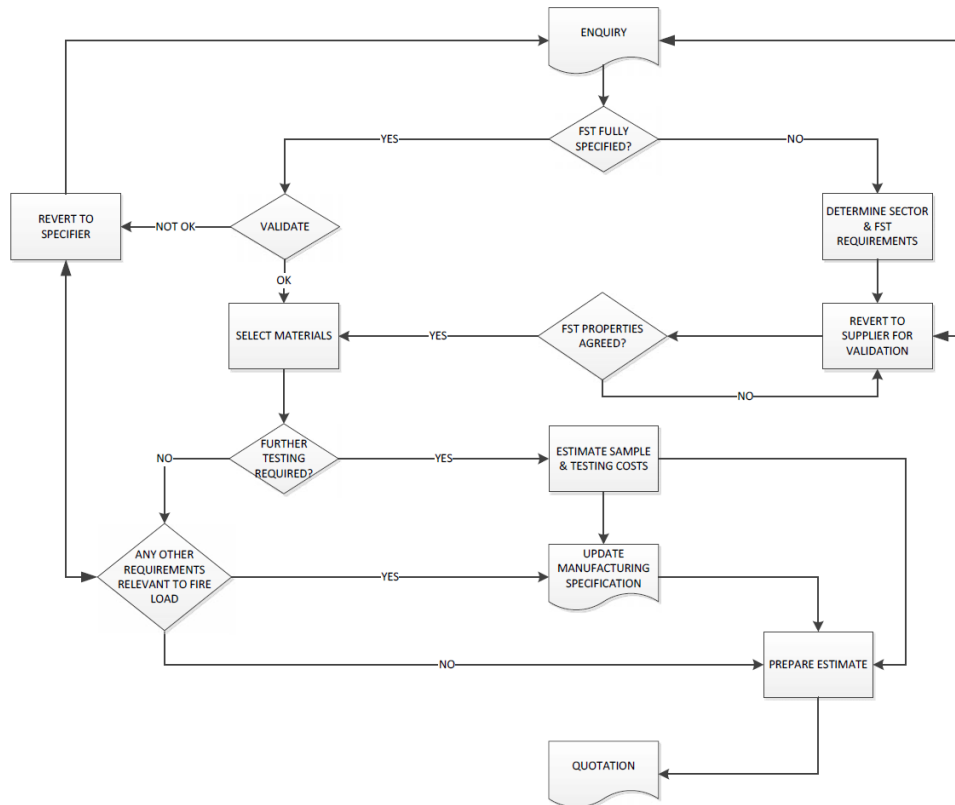 ENQUIRY
FST FULLY
SPECIFIED?
YES
NO
REVERT TO
SPECIFIER
NOT OK
VALIDATE
DETERMINE SECTOR
& FST
REQUIREMENTS
OK
SELECT MATERIALS
YES
FST PROPERTIES
AGREED?
REVERT TO
SUPPLIER FOR
VALIDATION
NO
FURTHER
TESTING
REQUIRED?
NO
YES
ESTIMATE SAMPLE
& TESTING COSTS
ANY OTHER
REQUIREMENTS
RELEVANT TO FIRE
LOAD
YES
UPDATE
MANUFACTURING
SPECIFICATION
NO
PREPARE ESTIMATE
QUOTATION